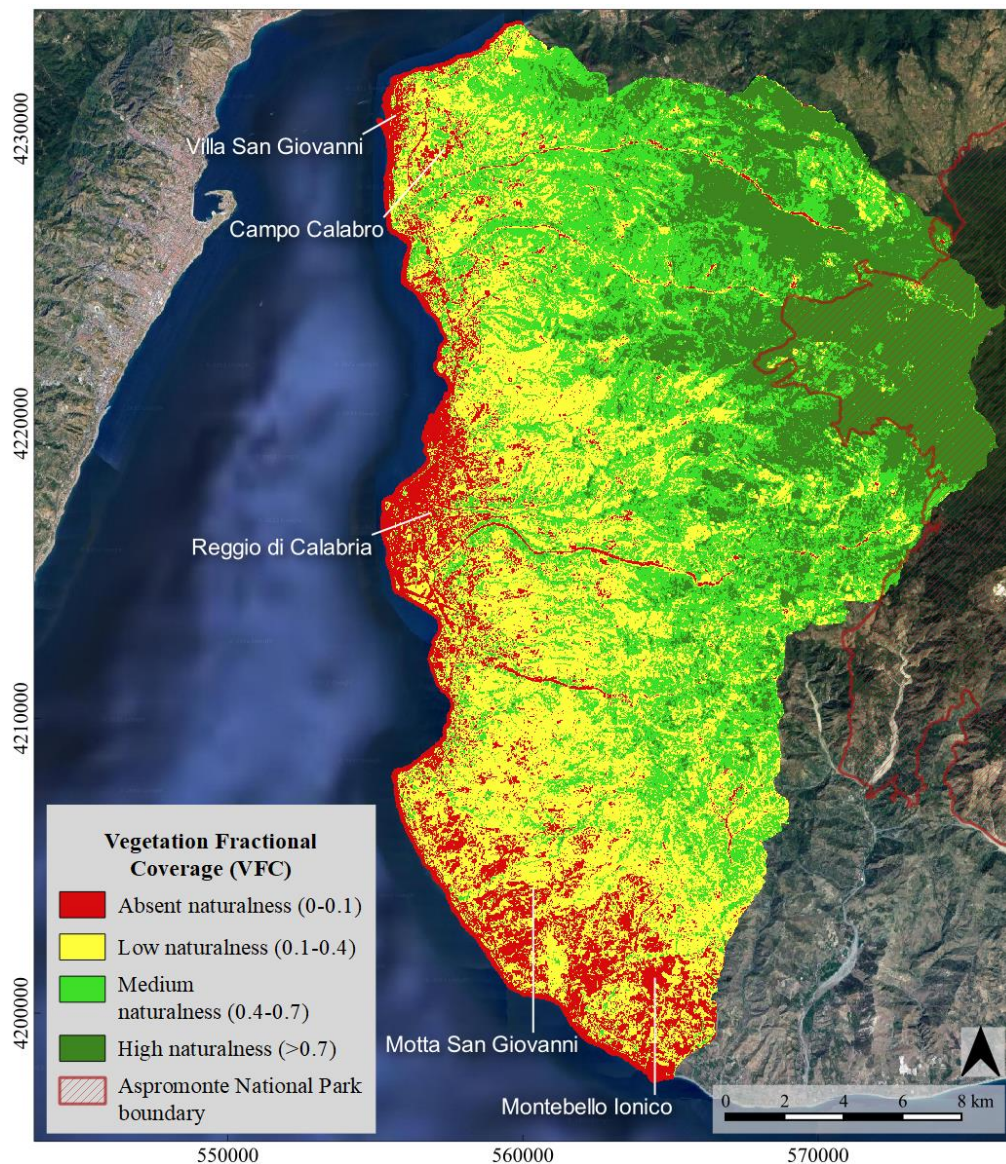 4230000
4220000
4210000
4200000
Villa San Giovanni
Campo Calabro
Reggio di Calabria
Motta San Giovanni
Montebello Ionico
Vegetation Fractional
Coverage (VFC)
Absent naturalness (0-0.1)
Low naturalness (0.1-0.4)
Medium
naturalness (0.4-0.7)
High naturalness (>0.7)
Aspromonte National Park
boundary
0 2 4 6 8 km
550000 560000 570000